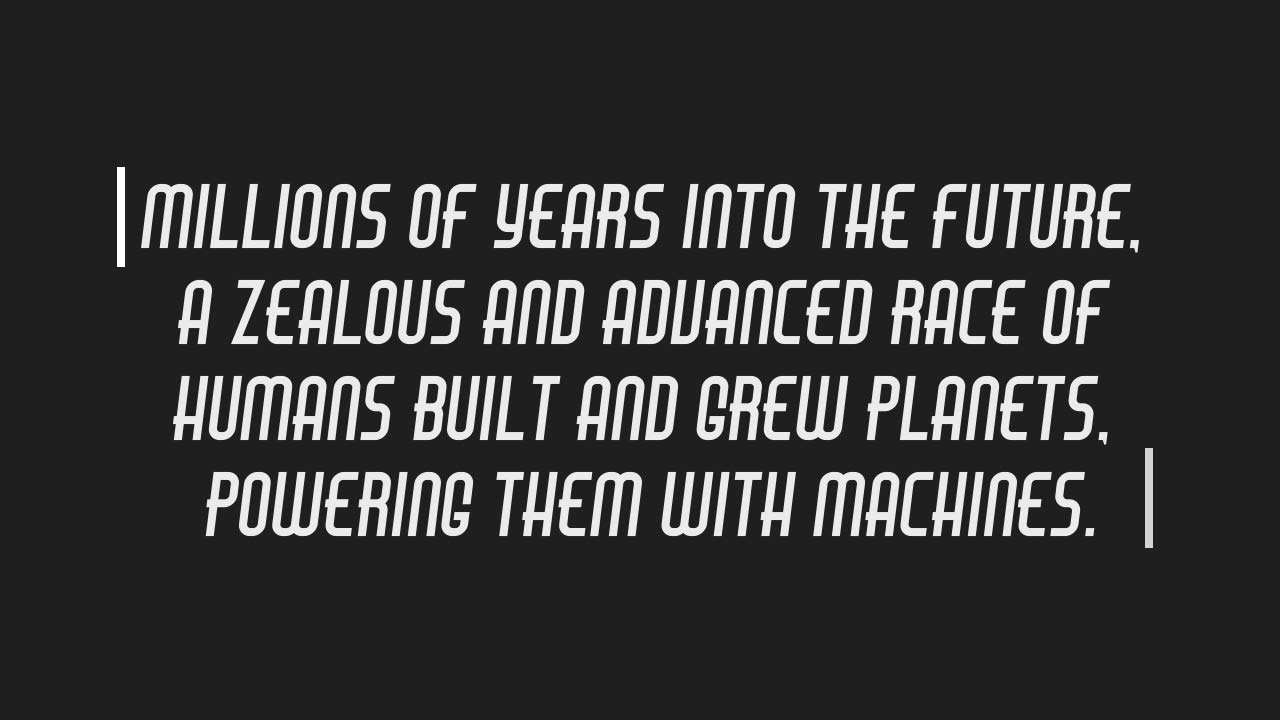 MILLIONS OF YEARS INTO THE FUTURE,
A ZEALOUS AND ADVANCED RACE OF
HUMANS BUILT AND GREW PLANETS,
POWERING THEM WITH MACHINES.